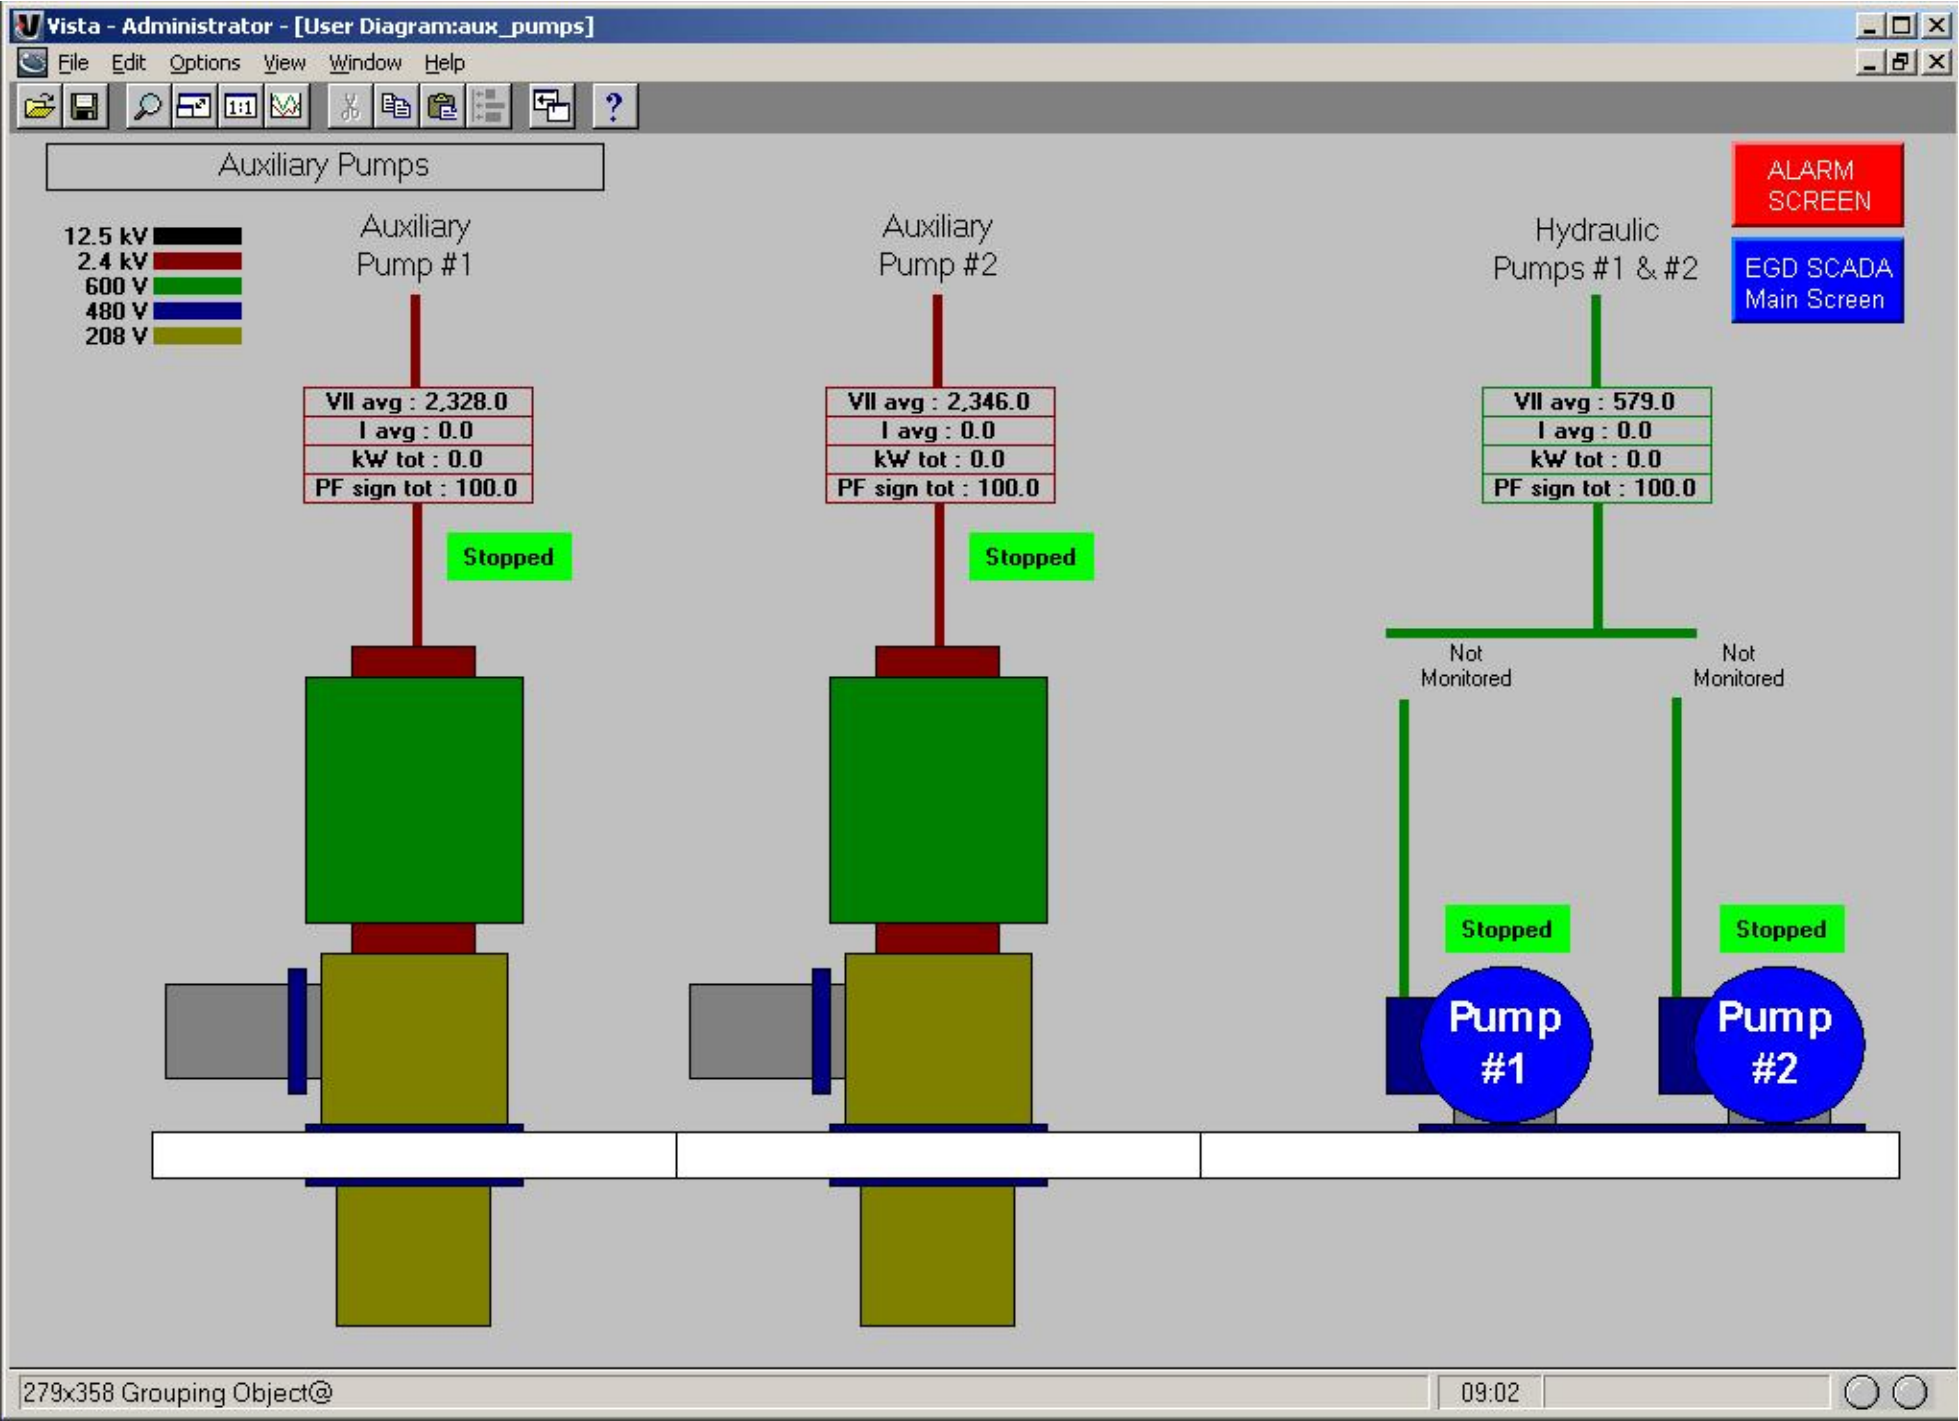 Vista - Administrator - [User Diagram:aux_pumps]
File Edit Options View Window Help
1:1
?
Auxiliary Pumps
ALARM
SCREEN
EGD SCADA
Main Screen
12.5 kV
2.4 kV
600 V
480 V
208 V
Auxiliary
Pump #1
Vll avg : 2,328.0
I avg : 0.0
kW tot : 0.0
PF sign tot : 100.0
Stopped
Auxiliary
Pump #2
Vll avg : 2,346.0
I avg : 0.0
kW tot : 0.0
PF sign tot : 100.0
Stopped
Hydraulic
Pumps #1 & #2
Vll avg : 579.0
I avg : 0.0
kW tot : 0.0
PF sign tot : 100.0
Not
Monitored
Not
Monitored
Stopped
Stopped
Pump
#1
Pump
#2
279x358 Grouping Object@
09:02